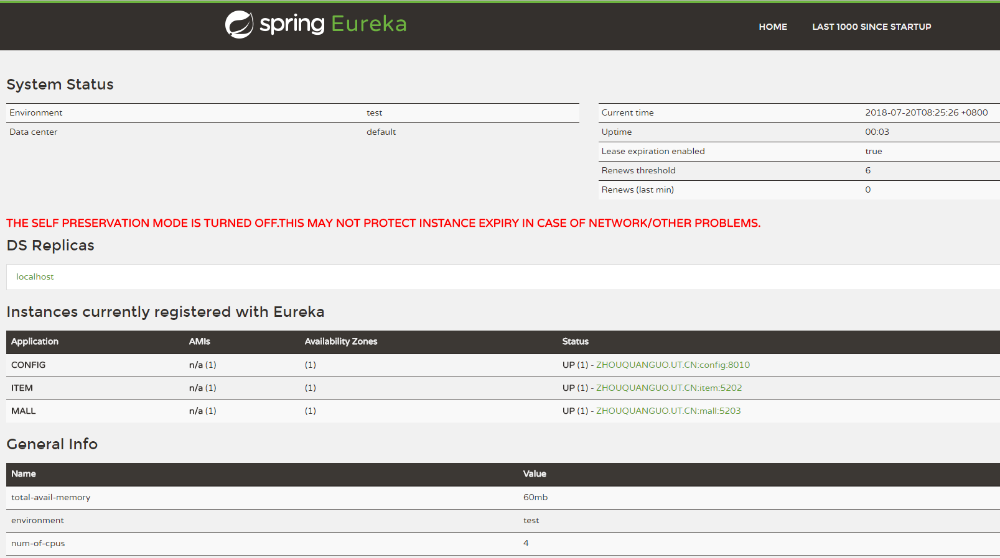 spring Eureka
HOME LAST 1000 SINCE STARTUP
System Status
Environment test
Data center default
Current time 2018-07-20T08:25:26 +0800
Uptime 00:03
Lease expiration enabled true
Renews threshold 6
Renews (last min) 0
THE SELF PRESERVATION MODE IS TURNED OFF.THIS MAY NOT PROTECT INSTANCE EXPIRY IN CASE OF NETWORK/OTHER PROBLEMS.
DS Replicas
localhost
Instances currently registered with Eureka
Application AMIs Availability Zones Status
CONFIG n/a (1) (1) UP (1) - ZHOUQUANGUO.UT.CN:config:8010
ITEM n/a (1) (1) UP (1) - ZHOUQUANGUO.UT.CN:item:5202
MALL n/a (1) (1) UP (1) - ZHOUQUANGUO.UT.CN:mall:5203
General Info
Name Value
total-avail-memory 60mb
environment test
num-of-cpus 4